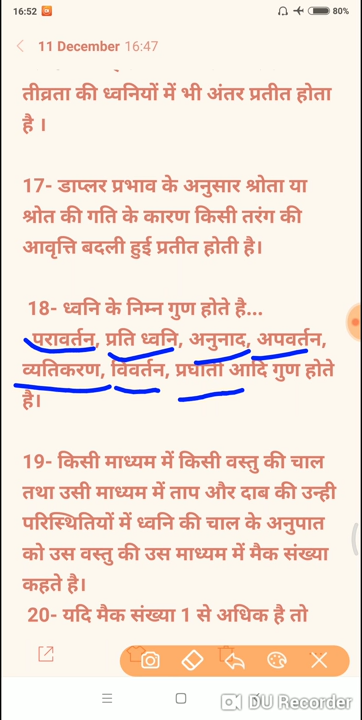 16:52
80%
11 December 16:47
तीव्रता की ध्वनियों में भी अंतर प्रतीत होता
है ।
17- डाप्लर प्रभाव के अनुसार श्रोता या
श्रोत की गति के कारण किसी तरंग की
आवृत्ति बदली हुई प्रतीत होती है।
18- ध्वनि के निम्न गुण होते है...
परावर्तन, प्रति ध्वनि, अनुनाद, अपवर्तन,
व्यतिकरण, विवर्तन, प्रघाती आदि गुण होते
है।
19- किसी माध्यम में किसी वस्तु की चाल
तथा उसी माध्यम में ताप और दाब की उन्ही
परिस्थितियों में ध्वनि की चाल के अनुपात
को उस वस्तु की उस माध्यम में मैक संख्या
कहते है।
20- यदि मैक संख्या 1 से अधिक है तो
DU Recorder